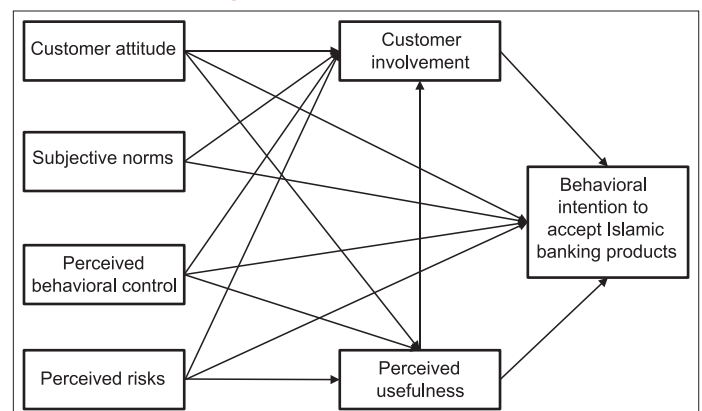 Customer attitude
Customer
involvement
Subjective norms
Behavioral
intention to
accept Islamic
banking products
Perceived
behavioral control
Perceived risks
Perceived
usefulness